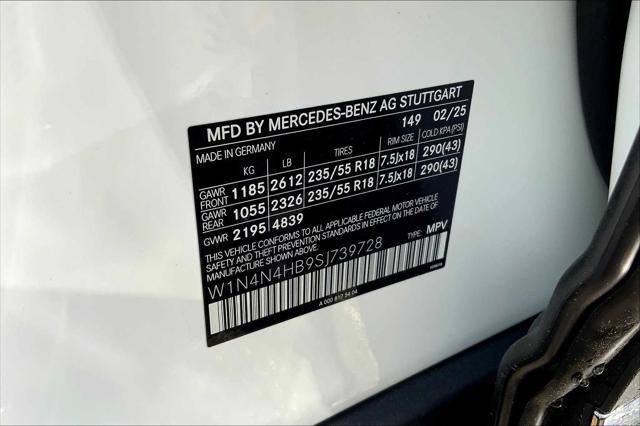 MFD BY MERCEDES-BENZ AG STUTTGART
MADE IN GERMANY 149 02/25
KG LB TIRES RIM SIZE COLD KPA(PSI)
GAWR FRONT 1185 2612 235/55 R18 7.5Jx18 290(43)
GAWR REAR 1055 2326 235/55 R18 7.5Jx18 290(43)
GVWR 2195 4839
THIS VEHICLE CONFORMS TO ALL APPLICABLE FEDERAL MOTOR VEHICLE
SAFETY AND THEFT PREVENTION STANDARDS IN EFFECT ON THE DATE OF
MANUFACTURE SHOWN ABOVE.
W1N4N4HB9SJ739728 TYPE: MPV
A 000 817 54 04